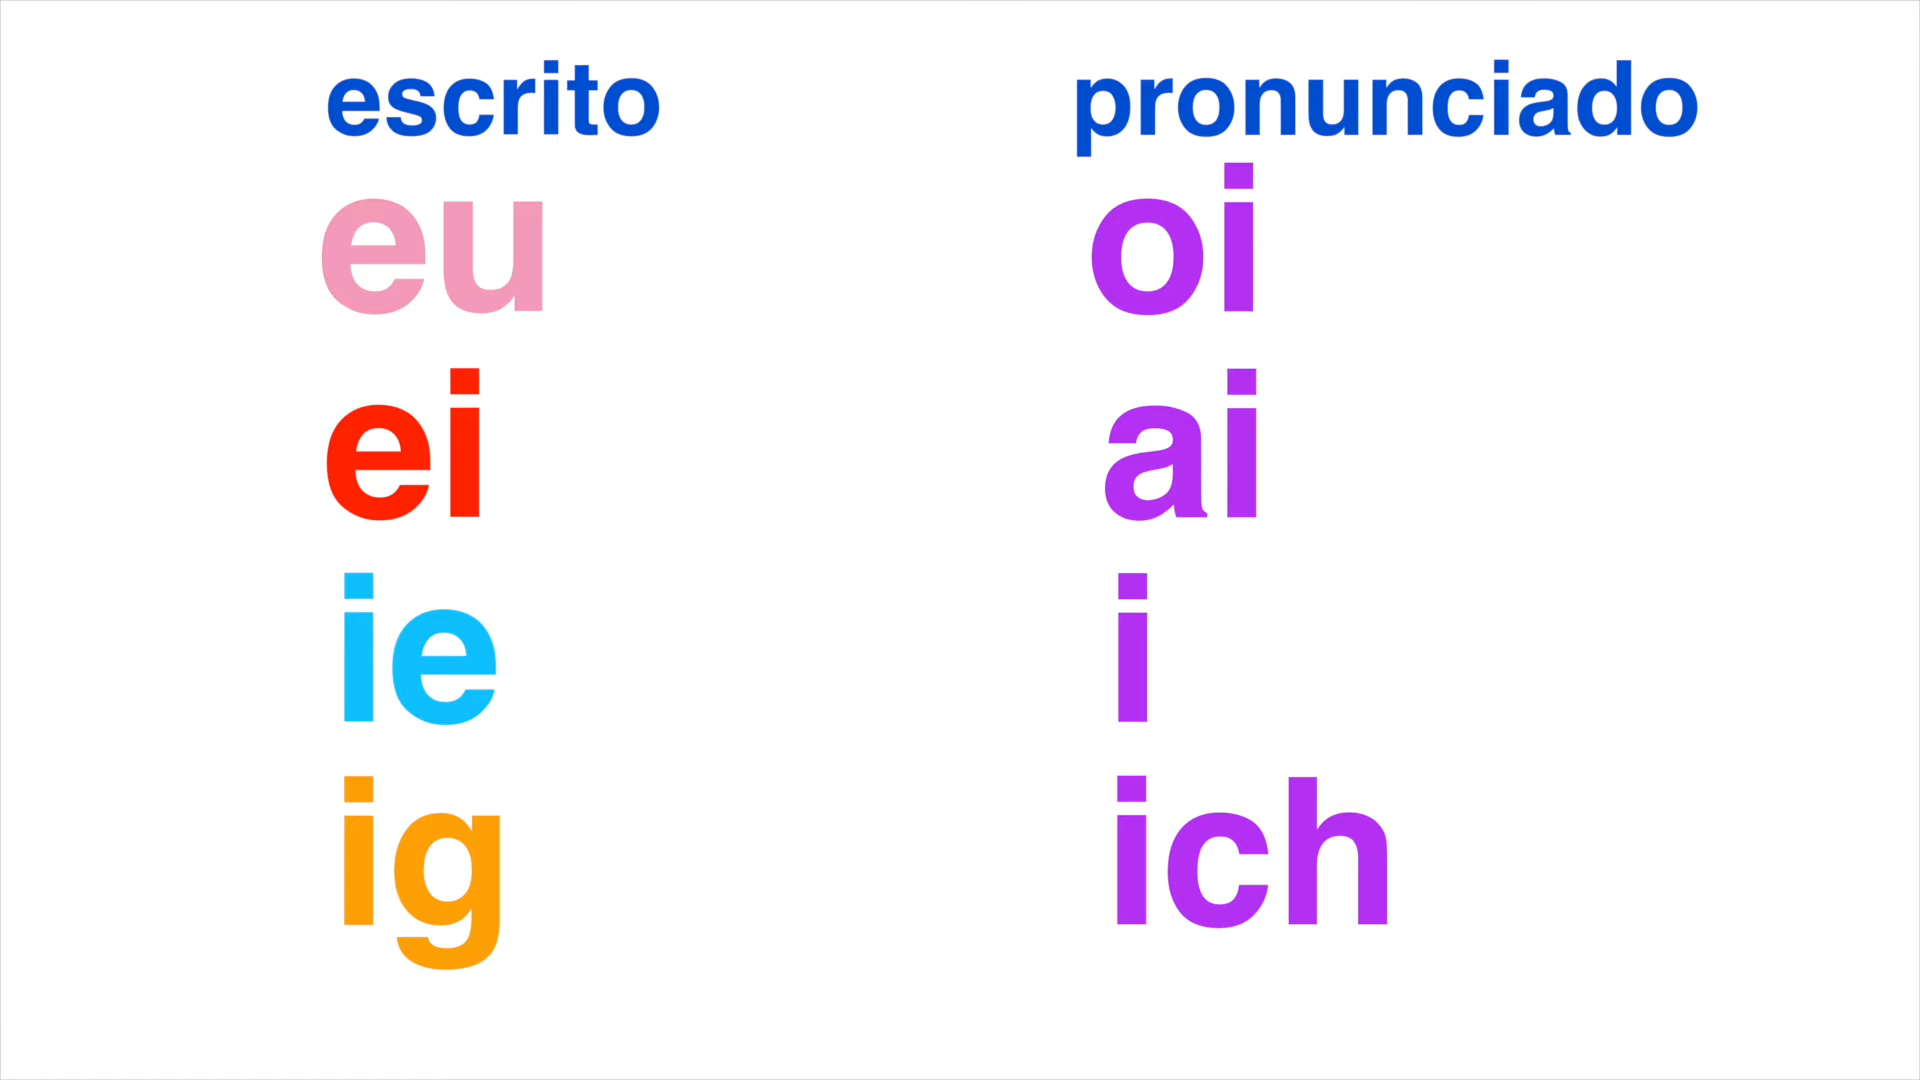 escrito pronunciado
eu oi
ei ai
ie i
ig ich